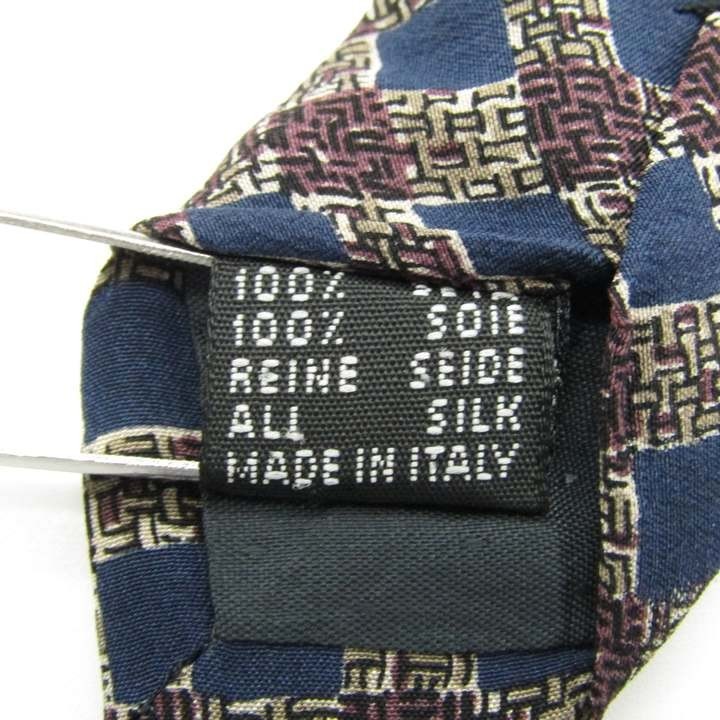 100%
100% SOIE
REINE SEIDE
ALL SILK
MADE IN ITALY